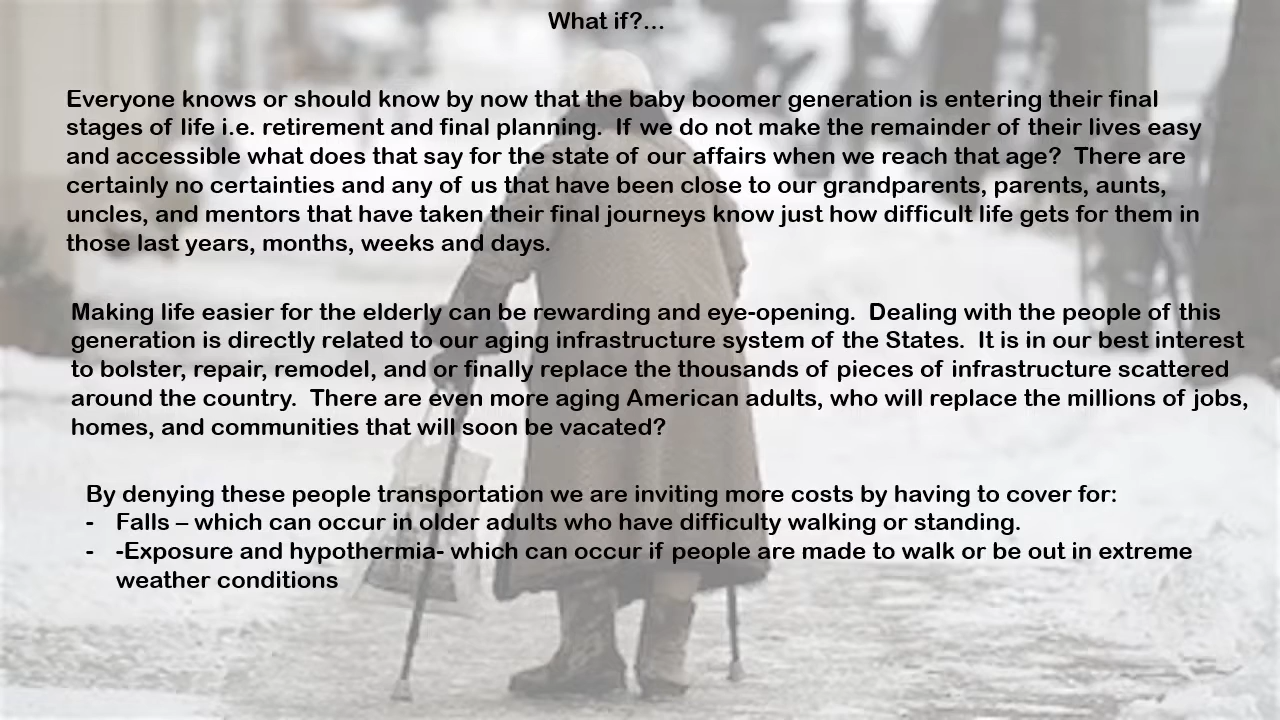 What if?...
Everyone knows or should know by now that the baby boomer generation is entering their final
stages of life i.e. retirement and final planning.  If we do not make the remainder of their lives easy
and accessible what does that say for the state of our affairs when we reach that age?  There are
certainly no certainties and any of us that have been close to our grandparents, parents, aunts,
uncles, and mentors that have taken their final journeys know just how difficult life gets for them in
those last years, months, weeks and days.
Making life easier for the elderly can be rewarding and eye-opening.  Dealing with the people of this
generation is directly related to our aging infrastructure system of the States.  It is in our best interest
to bolster, repair, remodel, and or finally replace the thousands of pieces of infrastructure scattered
around the country.  There are even more aging American adults, who will replace the millions of jobs,
homes, and communities that will soon be vacated?
By denying these people transportation we are inviting more costs by having to cover for:
- Falls – which can occur in older adults who have difficulty walking or standing.
- -Exposure and hypothermia- which can occur if people are made to walk or be out in extreme
weather conditions